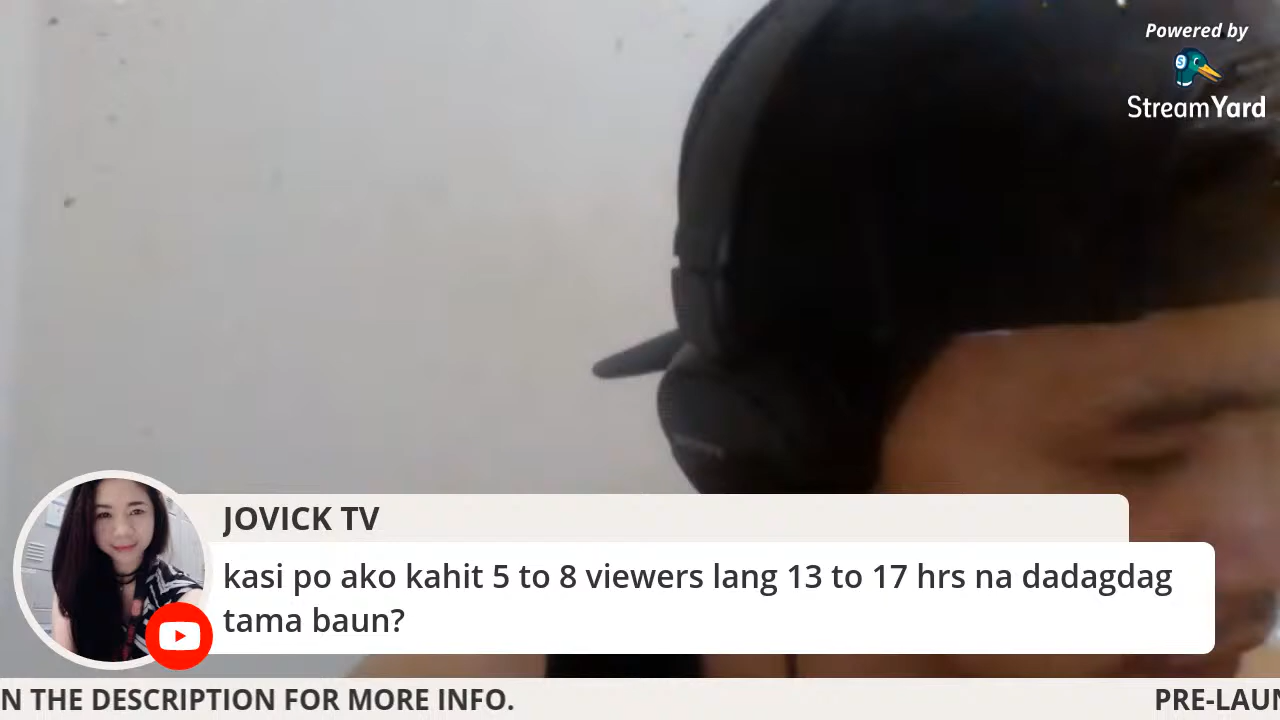 Powered by
StreamYard
JOVICK TV
kasi po ako kahit 5 to 8 viewers lang 13 to 17 hrs na dadagdag
tama baun?
N THE DESCRIPTION FOR MORE INFO.
PRE-LAUN